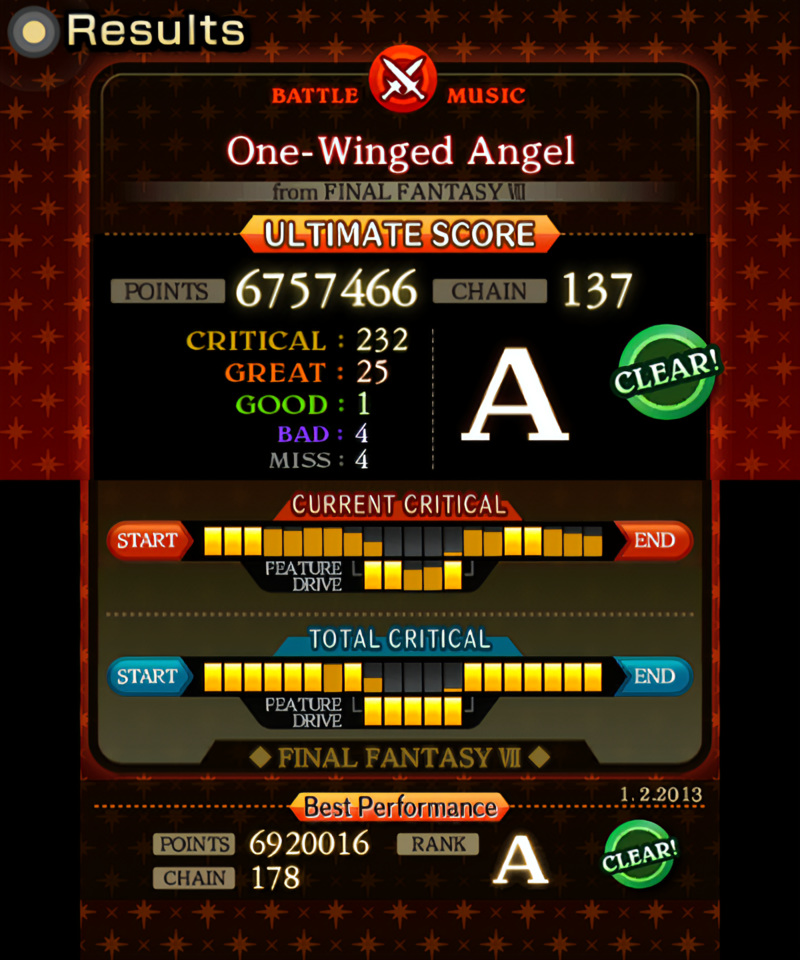 Results
BATTLE MUSIC
One-Winged Angel
from FINAL FANTASY VII
ULTIMATE SCORE
POINTS 6757466 CHAIN 137
CRITICAL : 232
GREAT : 25
GOOD : 1
BAD : 4
MISS : 4
A
CLEAR!
CURRENT CRITICAL
START END
FEATURE
DRIVE
TOTAL CRITICAL
START END
FEATURE
DRIVE
FINAL FANTASY VII
1.2.2013
Best Performance
POINTS 6920016 RANK A CLEAR!
CHAIN 178